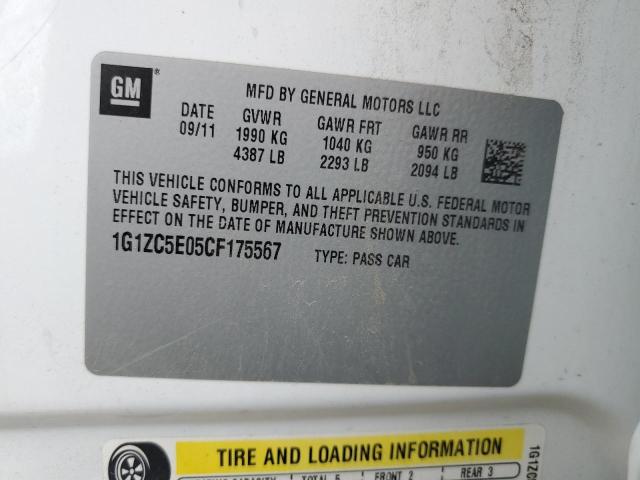 GM
MFD BY GENERAL MOTORS LLC
DATE GVWR GAWR FRT GAWR RR
09/11 1990 KG 1040 KG 950 KG
4387 LB 2293 LB 2094 LB
THIS VEHICLE CONFORMS TO ALL APPLICABLE U.S. FEDERAL MOTOR
VEHICLE SAFETY, BUMPER, AND THEFT PREVENTION STANDARDS IN
EFFECT ON THE DATE OF MANUFACTURE SHOWN ABOVE.
1G1ZC5E05CF175567 TYPE: PASS CAR
TIRE AND LOADING INFORMATION
SEATING CAPACITY TOTAL 5 FRONT 2 REAR 3
1G1ZC